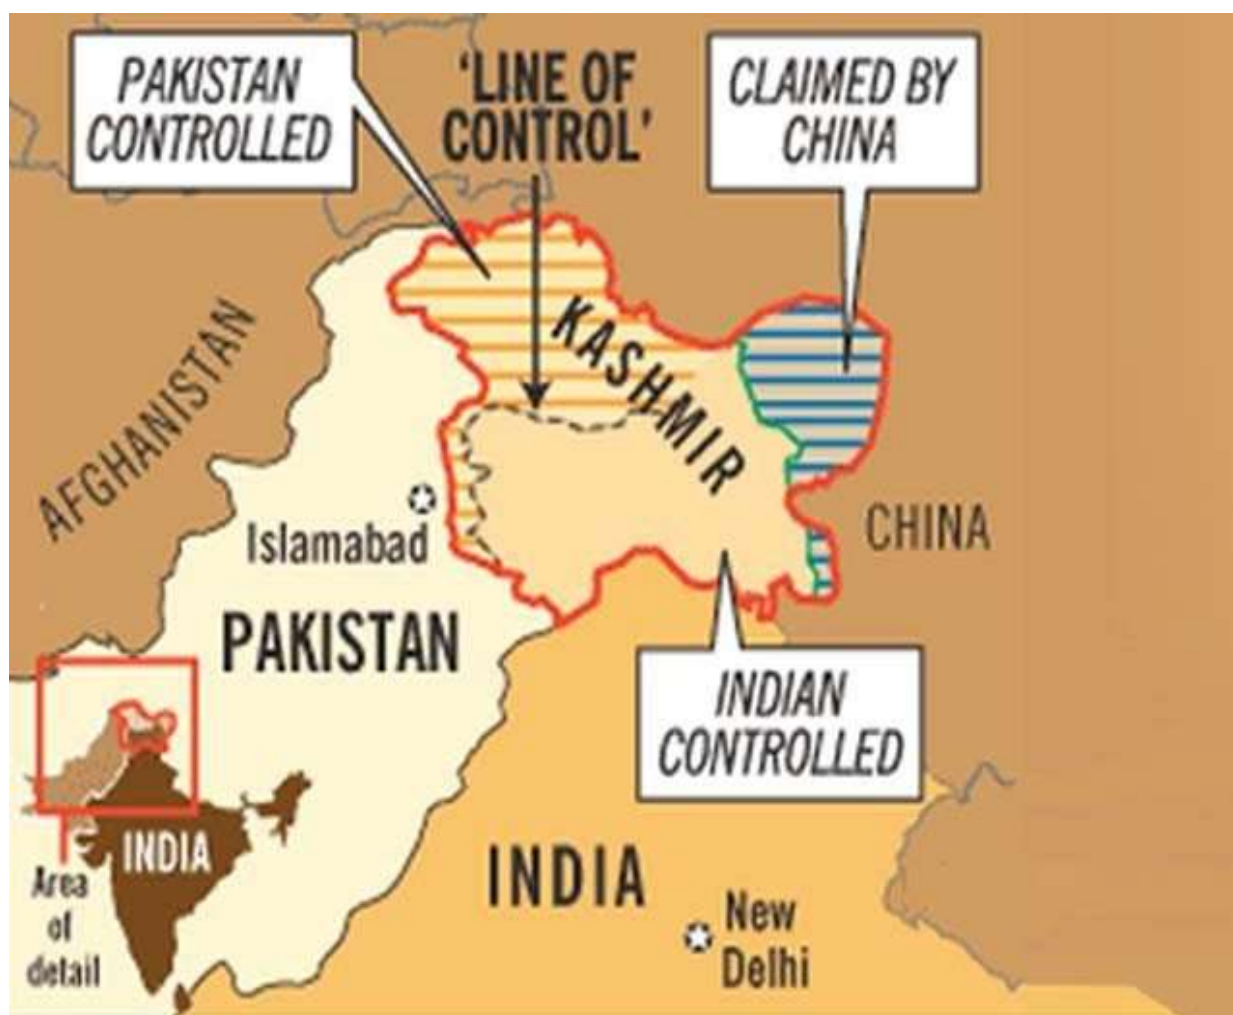 PAKISTAN
CONTROLLED
‘LINE OF
CONTROL’
CLAIMED BY
CHINA
KASHMIR
AFGHANISTAN
Islamabad
CHINA
PAKISTAN
INDIAN
CONTROLLED
INDIA
Area
of
detail
INDIA
New
Delhi